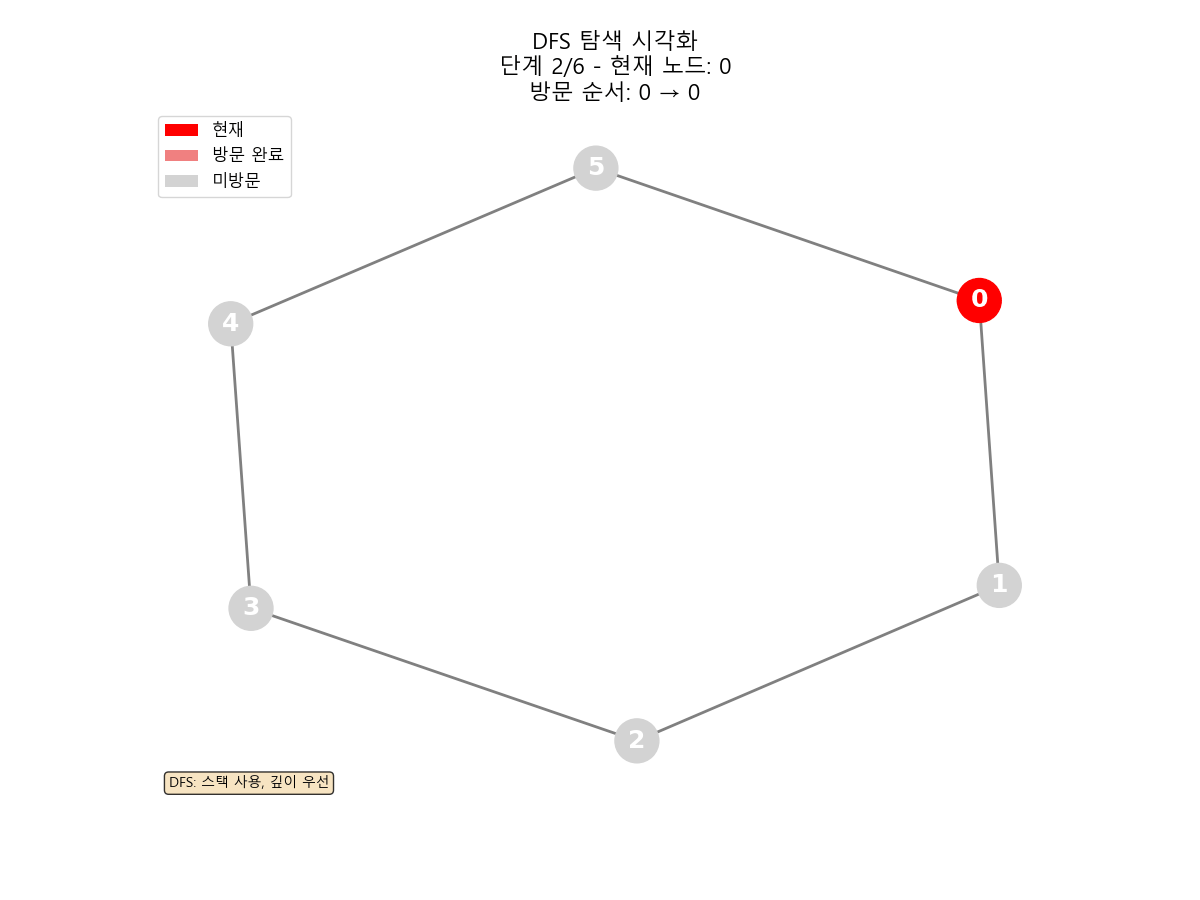 DFS 탐색 시각화
단계 2/6 - 현재 노드: 0
방문 순서: 0 → 0
현재
방문 완료
미방문
5
0
4
1
3
2
DFS: 스택 사용, 깊이 우선